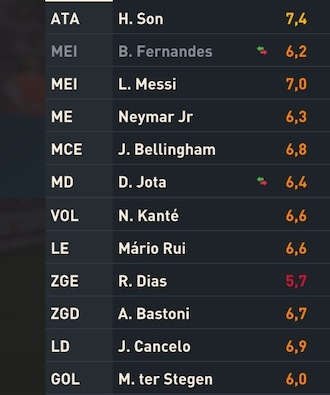 ATA H. Son 7,4
MEI B. Fernandes 6,2
MEI L. Messi 7,0
ME Neymar Jr 6,3
MCE J. Bellingham 6,8
MD D. Jota 6,4
VOL N. Kanté 6,6
LE Mário Rui 6,6
ZGE R. Dias 5,7
ZGD A. Bastoni 6,7
LD J. Cancelo 6,9
GOL M. ter Stegen 6,0